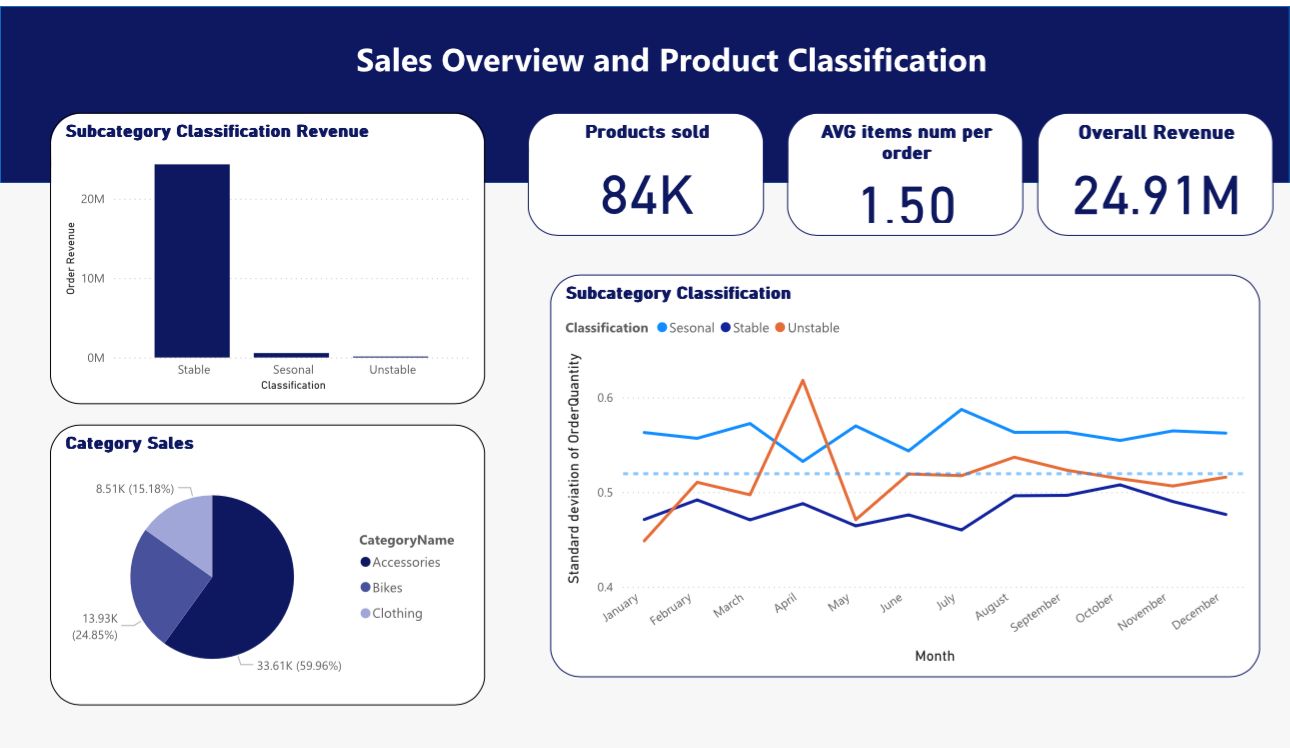 Sales Overview and Product Classification
Subcategory Classification Revenue
Order Revenue
20M
10M
0M
Stable
Sesonal
Unstable
Classification
Products sold
84K
AVG items num per
order
1.50
Overall Revenue
24.91M
Category Sales
8.51K (15.18%)
13.93K
(24.85%)
33.61K (59.96%)
CategoryName
Accessories
Bikes
Clothing
Subcategory Classification
Classification Sesonal Stable Unstable
Standard deviation of OrderQuantity
0.6
0.5
0.4
January
February
March
April
May
June
July
August
September
October
November
December
Month